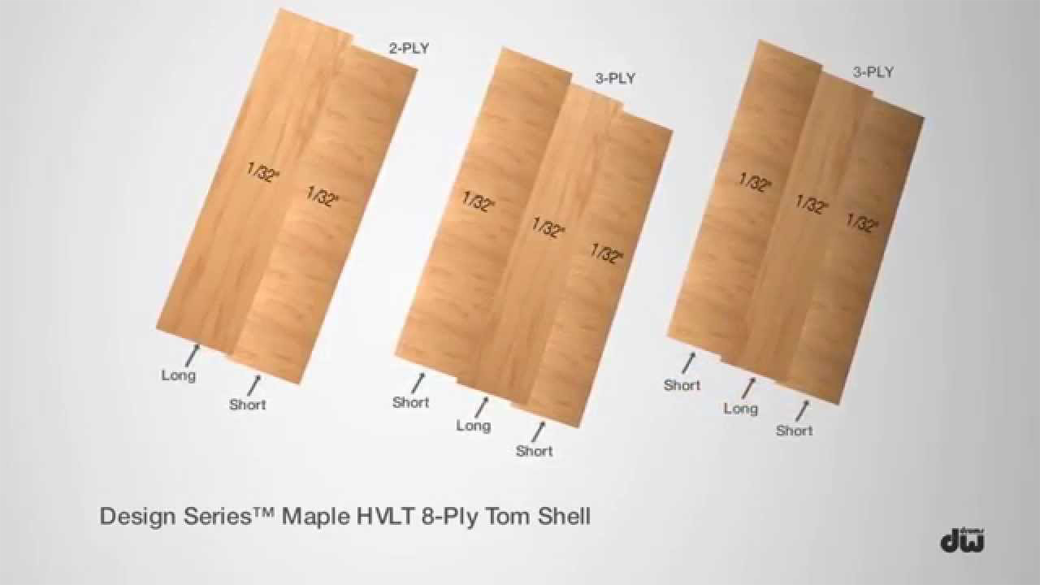 2-PLY
1/32"
1/32"
Long
Short
3-PLY
1/32"
1/32"
1/32"
Short
Long
Short
3-PLY
1/32"
1/32"
1/32"
Short
Long
Short
Design Series™ Maple HVLT 8-Ply Tom Shell
drums
dw